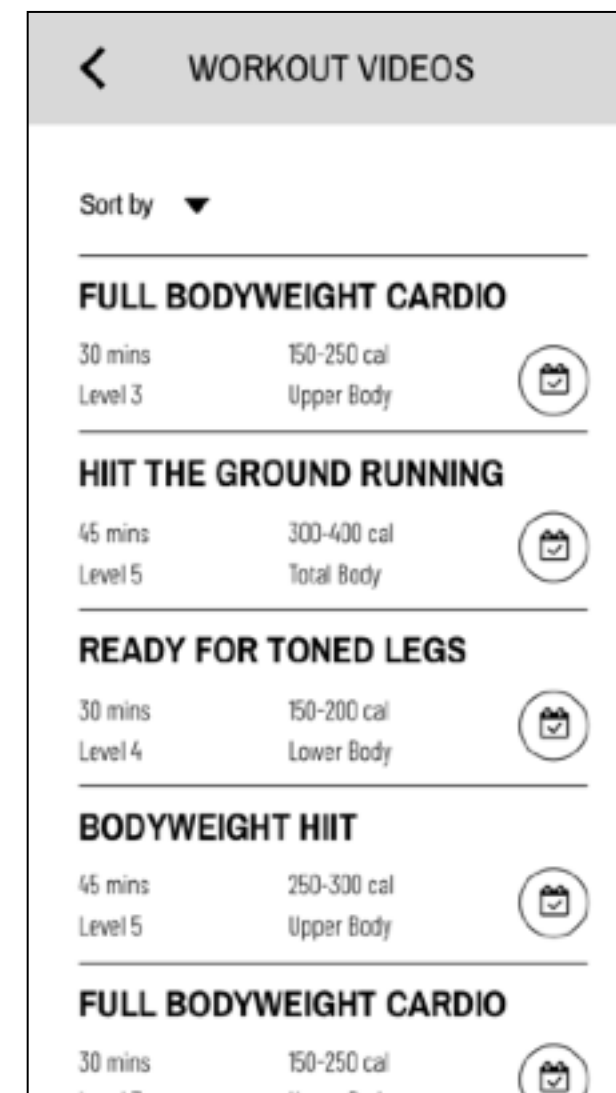 WORKOUT VIDEOS
Sort by
FULL BODYWEIGHT CARDIO
30 mins 150-250 cal
Level 3 Upper Body
HIIT THE GROUND RUNNING
45 mins 300-400 cal
Level 5 Total Body
READY FOR TONED LEGS
30 mins 150-200 cal
Level 4 Lower Body
BODYWEIGHT HIIT
45 mins 250-300 cal
Level 5 Upper Body
FULL BODYWEIGHT CARDIO
30 mins 150-250 cal